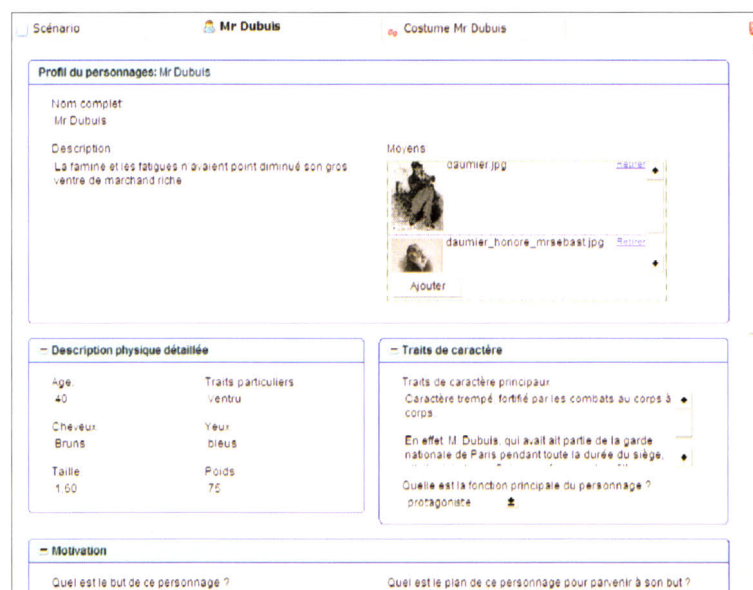 Scénario
Mr Dubuis
Costume Mr Dubuis
Profil du personnages: Mr Dubuis
Nom complet
Mr Dubuis
Description
La famine et les fatigues n avaient point diminué son gros
ventre de marchand riche
Moyens
daumier.jpg Retirer
daumier_honore_mrsebast.jpg Retirer
Ajouter
Description physique détaillée
Age. Traits particuliers
40 ventru
Cheveux Yeux
Bruns bleus
Taille Poids
1.60 75
Traits de caractère
Traits de caractère principaux
Caractère trempé, fortifié par les combats au corps à
corps.
En effet M. Dubuis, qui avait ait partie de la garde
nationale de Paris pendant toute la durée du siège,
Quelle est la fonction principale du personnage ?
protagoniste
Motivation
Quel est le but de ce personnage ? Quel est le plan de ce personnage pour parvenir à son but ?